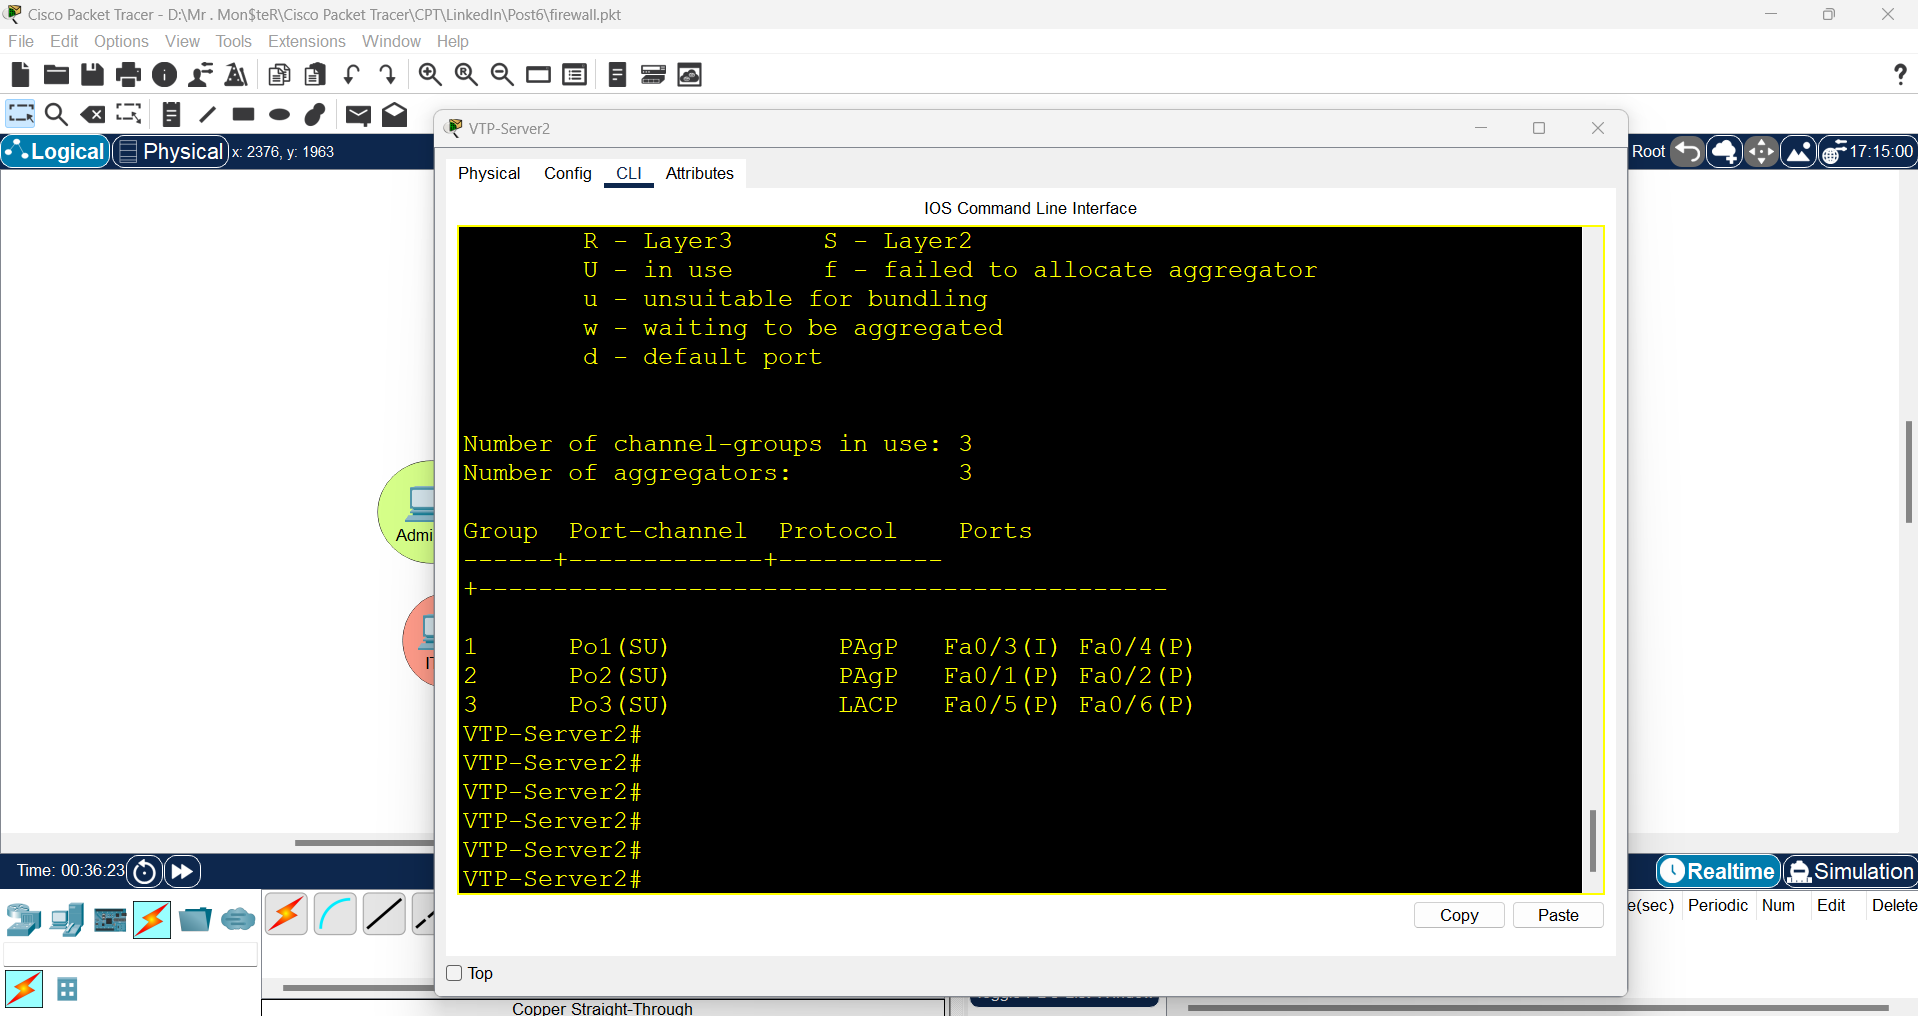 Cisco Packet Tracer - D:\Mr . Mon$teR\Cisco Packet Tracer\CPT\LinkedIn\Post6\firewall.pkt
File Edit Options View Tools Extensions Window Help
?
Logical Physical x: 2376, y: 1963
Root 17:15:00
VTP-Server2
Physical Config CLI Attributes
IOS Command Line Interface
R - Layer3 S - Layer2
U - in use f - failed to allocate aggregator
u - unsuitable for bundling
w - waiting to be aggregated
d - default port
Number of channel-groups in use: 3
Number of aggregators: 3
Group Port-channel Protocol Ports
------+-------------+-----------
+----------------------------------------------
1 Po1(SU) PAgP Fa0/3(I) Fa0/4(P)
2 Po2(SU) PAgP Fa0/1(P) Fa0/2(P)
3 Po3(SU) LACP Fa0/5(P) Fa0/6(P)
VTP-Server2#
VTP-Server2#
VTP-Server2#
VTP-Server2#
VTP-Server2#
VTP-Server2#
Copy Paste
Top
Admi
IT
Time: 00:36:23
Realtime Simulation
e(sec) Periodic Num Edit Delete
Copper Straight-Through